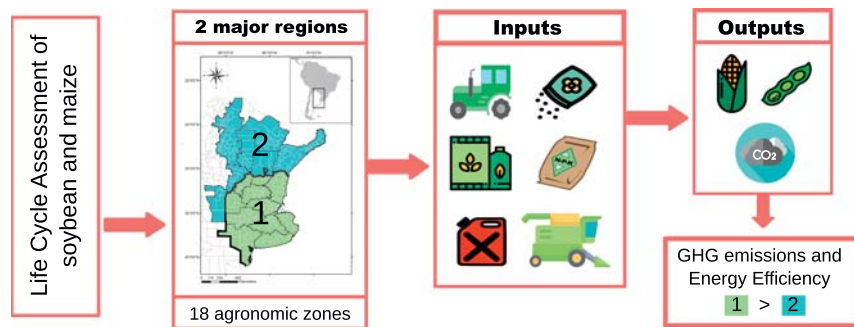 Life Cycle Assessment of
soybean and maize
2 major regions
2
1
18 agronomic zones
Inputs
N.P.K
Outputs
CO₂
GHG emissions and
Energy Efficiency
1 > 2